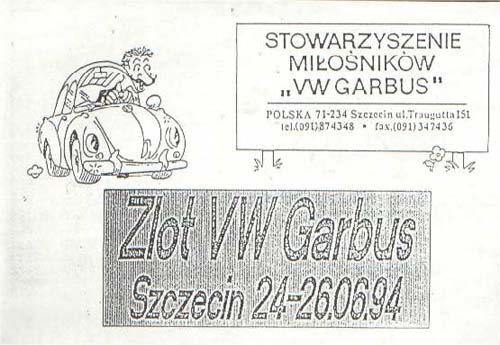 STOWARZYSZENIE
MIŁOŚNIKÓW
„VW GARBUS"
POLSKA 71-234 Szczecin ul.Traugutta 151
tel.(091)874348 • fax.(091)347436
Zlot VW Garbus
Szczecin 24-26.06.94